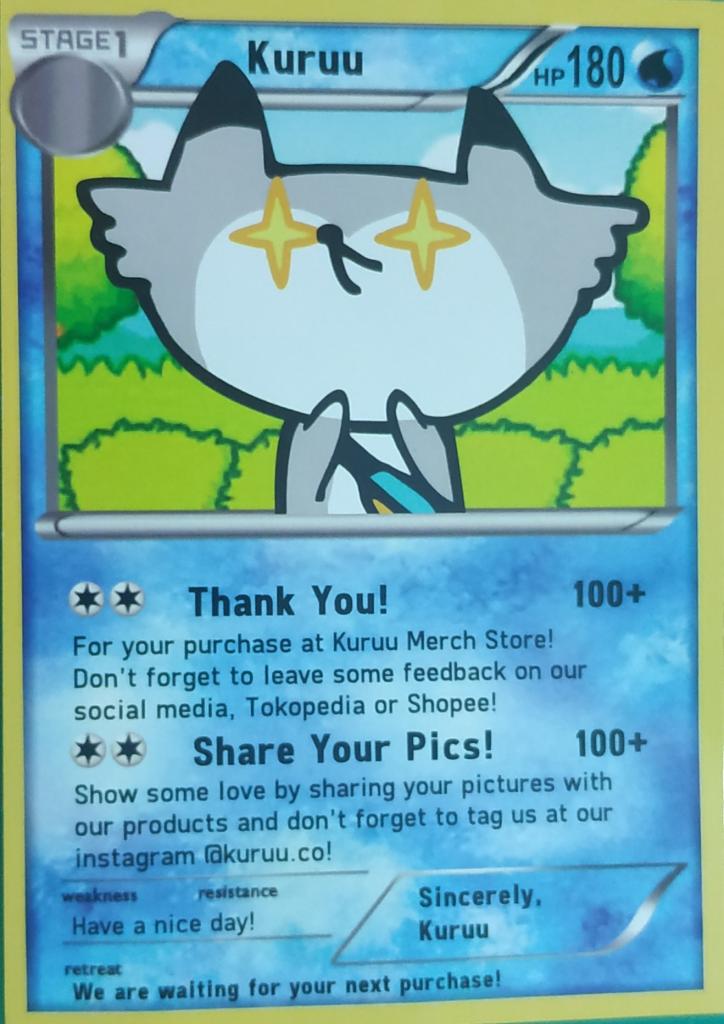 STAGE1
Kuruu
HP180
Thank You! 100+
For your purchase at Kuruu Merch Store!
Don't forget to leave some feedback on our
social media, Tokopedia or Shopee!
Share Your Pics! 100+
Show some love by sharing your pictures with
our products and don't forget to tag us at our
instagram @kuruu.co!
weakness resistance
Have a nice day!
Sincerely,
Kuruu
retreat
We are waiting for your next purchase!